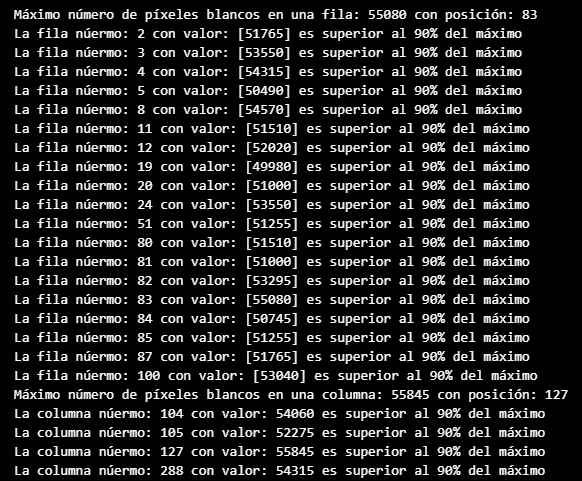 Máximo número de píxeles blancos en una fila: 55080 con posición: 83
La fila núermo: 2 con valor: [51765] es superior al 90% del máximo
La fila núermo: 3 con valor: [53550] es superior al 90% del máximo
La fila núermo: 4 con valor: [54315] es superior al 90% del máximo
La fila núermo: 5 con valor: [50490] es superior al 90% del máximo
La fila núermo: 8 con valor: [54570] es superior al 90% del máximo
La fila núermo: 11 con valor: [51510] es superior al 90% del máximo
La fila núermo: 12 con valor: [52020] es superior al 90% del máximo
La fila núermo: 19 con valor: [49980] es superior al 90% del máximo
La fila núermo: 20 con valor: [51000] es superior al 90% del máximo
La fila núermo: 24 con valor: [53550] es superior al 90% del máximo
La fila núermo: 51 con valor: [51255] es superior al 90% del máximo
La fila núermo: 80 con valor: [51510] es superior al 90% del máximo
La fila núermo: 81 con valor: [51000] es superior al 90% del máximo
La fila núermo: 82 con valor: [53295] es superior al 90% del máximo
La fila núermo: 83 con valor: [55080] es superior al 90% del máximo
La fila núermo: 84 con valor: [50745] es superior al 90% del máximo
La fila núermo: 85 con valor: [51255] es superior al 90% del máximo
La fila núermo: 87 con valor: [51765] es superior al 90% del máximo
La fila núermo: 100 con valor: [53040] es superior al 90% del máximo
Máximo número de píxeles blancos en una columna: 55845 con posición: 127
La columna núermo: 104 con valor: 54060 es superior al 90% del máximo
La columna núermo: 105 con valor: 52275 es superior al 90% del máximo
La columna núermo: 127 con valor: 55845 es superior al 90% del máximo
La columna núermo: 288 con valor: 54315 es superior al 90% del máximo